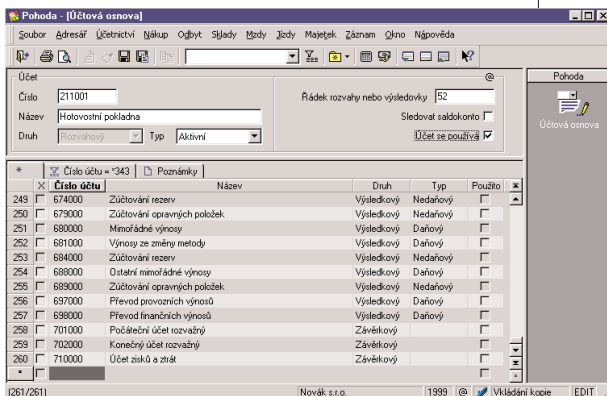 Pohoda - [Účtová osnova]
Soubor Adresář Účetnictví Nákup Odbyt Sklady Mzdy Jízdy Majetek Záznam Okno Nápověda
Účet @
Číslo 211001 Řádek rozvahy nebo výsledovky 52
Název Hotovostní pokladna Sledovat saldokonto
Druh Rozvahový Typ Aktivní Účet se používá
Pohoda
Účtová osnova
* Číslo účtu = *343 Poznámky
X Číslo účtu Název Druh Typ Použito
249 674000 Zúčtování rezerv Výsledkový Nedaňový
250 679000 Zúčtování opravných položek Výsledkový Nedaňový
251 680000 Mimořádné výnosy Výsledkový Daňový
252 681000 Výnosy ze změny metody Výsledkový Daňový
253 684000 Zúčtování rezerv Výsledkový Nedaňový
254 688000 Ostatní mimořádné výnosy Výsledkový Daňový
255 689000 Zúčtování opravných položek Výsledkový Nedaňový
256 697000 Převod provozních výnosů Výsledkový Daňový
257 698000 Převod finančních výnosů Výsledkový Daňový
258 701000 Počáteční účet rozvažný Závěrkový
259 702000 Konečný účet rozvažný Závěrkový
260 710000 Účet zisků a ztrát Závěrkový
*
(261/261) Novák s.r.o. 1999 @ Vkládání kopie EDIT